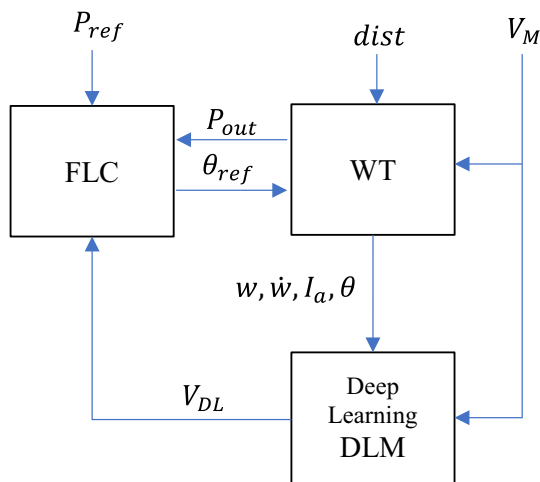 P_ref
dist
V_M
P_out
FLC
θ_ref
WT
w, ẇ, I_a, θ
Deep
Learning
DLM
V_DL